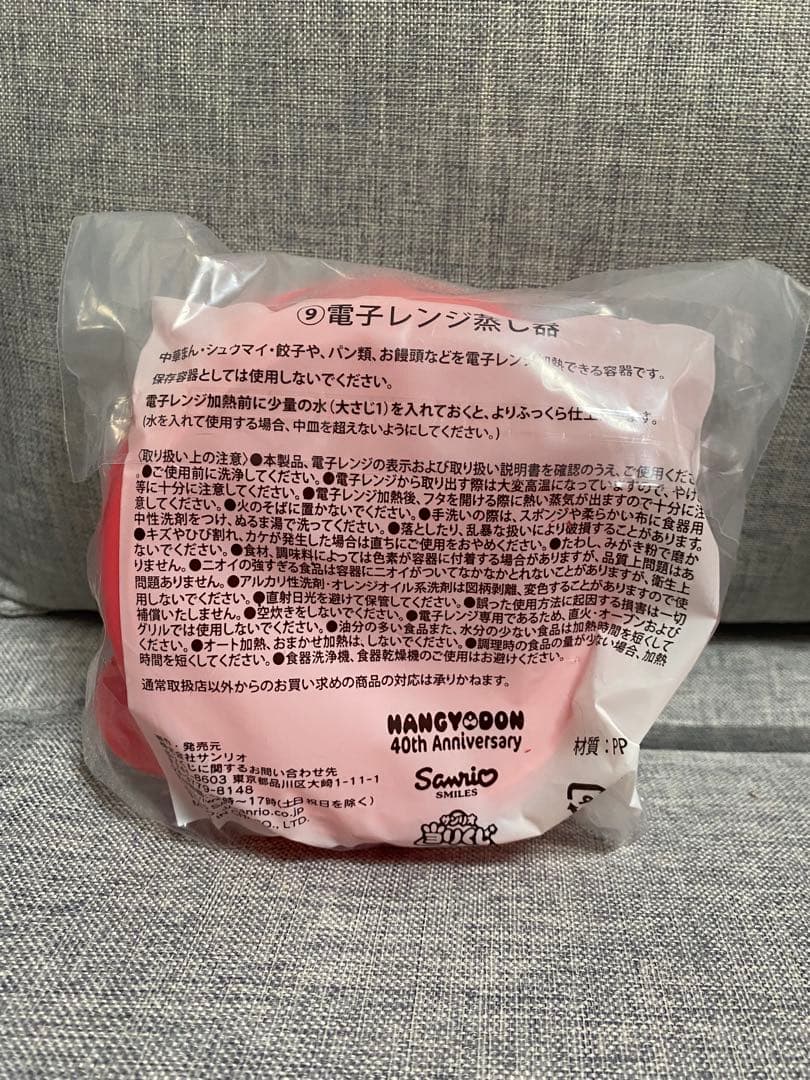 ⑨電子レンジ蒸し器
中華まん・シュウマイ・餃子や、パン類、お饅頭などを電子レンジ加熱できる容器です。
保存容器としては使用しないでください。
電子レンジ加熱前に少量の水(大さじ1)を入れておくと、よりふっくら仕上 ます。
(水を入れて使用する場合、中皿を超えないようにしてください。)
〈取り扱い上の注意〉●本製品、電子レンジの表示および取り扱い説明書を確認のうえ、ご使用くださ
。●ご使用前に洗浄してください。●電子レンジから取り出す際は大変高温になっていますので、やけ
等に十分に注意してください。●電子レンジ加熱後、フタを開ける際に熱い蒸気が出ますので十分に注
意してください。●火のそばに置かないでください。●手洗いの際は、スポンジや柔らかい布に食器用
中性洗剤をつけ、ぬるま湯で洗ってください。●落としたり、乱暴な扱いにより破損することがあります。
●キズやひび割れ、カケが発生した場合は直ちにご使用をおやめください。●たわし、みがき粉で磨か
ないでください。●食材、調味料によっては色素が容器に付着する場合がありますが、品質上問題はあ
りません。●ニオイの強すぎる食品は容器にニオイがついてなかなかとれないことがありますが、衛生上
問題ありません。●アルカリ性洗剤・オレンジオイル系洗剤は図柄剥離、変色することがありますので使
用しないでください。●直射日光を避けて保管してください。●誤った使用方法に起因する損害は一切
補償いたしません。●空炊きをしないでください。●電子レンジ専用であるため、直火・オーブンおよび
グリルでは使用しないでください。●油分の多い食品また、水分の少ない食品は加熱時間を短くして
ください。●オート加熱、おまかせ加熱は、しないでください。●調理時の食品の量が少ない場合、加熱
時間を短くしてください。●食器洗浄機、食器乾燥機のご使用はお避けください。
通常取扱店以外からのお買い求めの商品の対応は承りかねます。
HANGYODON
40th Anniversary
Sanrio
SMILES
サンリオ
当りくじ
材質：PP
・発売元
会社サンリオ
くじに関するお問い合わせ先
8603 東京都品川区大崎1-11-1
779-8148
時〜17時(土日祝日を除く)
sanrio.co.jp
CO., LTD.